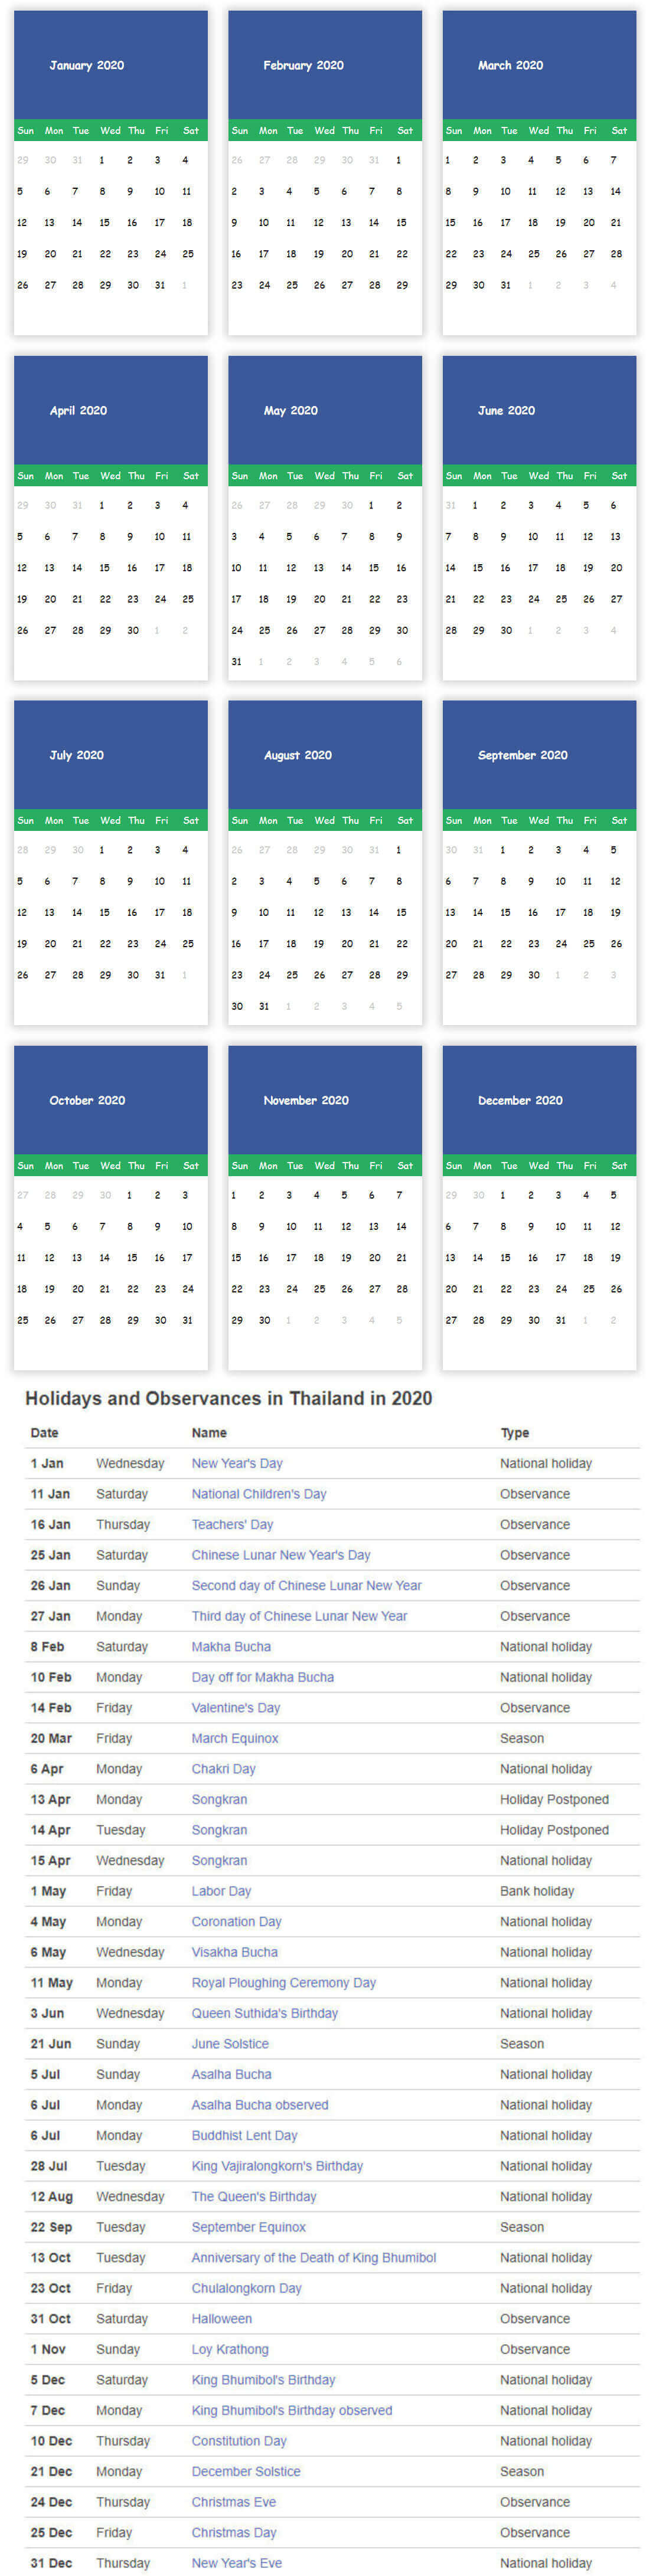 January 2020 February 2020 March 2020
Sun Mon Tue Wed Thu Fri Sat Sun Mon Tue Wed Thu Fri Sat Sun Mon Tue Wed Thu Fri Sat
29 30 31 1 2 3 4 26 27 28 29 30 31 1 1 2 3 4 5 6 7
5 6 7 8 9 10 11 2 3 4 5 6 7 8 8 9 10 11 12 13 14
12 13 14 15 16 17 18 9 10 11 12 13 14 15 15 16 17 18 19 20 21
19 20 21 22 23 24 25 16 17 18 19 20 21 22 22 23 24 25 26 27 28
26 27 28 29 30 31 1 23 24 25 26 27 28 29 29 30 31 1 2 3 4
April 2020 May 2020 June 2020
Sun Mon Tue Wed Thu Fri Sat Sun Mon Tue Wed Thu Fri Sat Sun Mon Tue Wed Thu Fri Sat
29 30 31 1 2 3 4 26 27 28 29 30 1 2 31 1 2 3 4 5 6
5 6 7 8 9 10 11 3 4 5 6 7 8 9 7 8 9 10 11 12 13
12 13 14 15 16 17 18 10 11 12 13 14 15 16 14 15 16 17 18 19 20
19 20 21 22 23 24 25 17 18 19 20 21 22 23 21 22 23 24 25 26 27
26 27 28 29 30 1 2 24 25 26 27 28 29 30 28 29 30 1 2 3 4
31 1 2 3 4 5 6
July 2020 August 2020 September 2020
Sun Mon Tue Wed Thu Fri Sat Sun Mon Tue Wed Thu Fri Sat Sun Mon Tue Wed Thu Fri Sat
28 29 30 1 2 3 4 26 27 28 29 30 31 1 30 31 1 2 3 4 5
5 6 7 8 9 10 11 2 3 4 5 6 7 8 6 7 8 9 10 11 12
12 13 14 15 16 17 18 9 10 11 12 13 14 15 13 14 15 16 17 18 19
19 20 21 22 23 24 25 16 17 18 19 20 21 22 20 21 22 23 24 25 26
26 27 28 29 30 31 1 23 24 25 26 27 28 29 27 28 29 30 1 2 3
30 31 1 2 3 4 5
October 2020 November 2020 December 2020
Sun Mon Tue Wed Thu Fri Sat Sun Mon Tue Wed Thu Fri Sat Sun Mon Tue Wed Thu Fri Sat
27 28 29 30 1 2 3 1 2 3 4 5 6 7 29 30 1 2 3 4 5
4 5 6 7 8 9 10 8 9 10 11 12 13 14 6 7 8 9 10 11 12
11 12 13 14 15 16 17 15 16 17 18 19 20 21 13 14 15 16 17 18 19
18 19 20 21 22 23 24 22 23 24 25 26 27 28 20 21 22 23 24 25 26
25 26 27 28 29 30 31 29 30 1 2 3 4 5 27 28 29 30 31 1 2
Holidays and Observances in Thailand in 2020
Date Name Type
1 Jan Wednesday New Year's Day National holiday
11 Jan Saturday National Children's Day Observance
16 Jan Thursday Teachers' Day Observance
25 Jan Saturday Chinese Lunar New Year's Day Observance
26 Jan Sunday Second day of Chinese Lunar New Year Observance
27 Jan Monday Third day of Chinese Lunar New Year Observance
8 Feb Saturday Makha Bucha National holiday
10 Feb Monday Day off for Makha Bucha National holiday
14 Feb Friday Valentine's Day Observance
20 Mar Friday March Equinox Season
6 Apr Monday Chakri Day National holiday
13 Apr Monday Songkran Holiday Postponed
14 Apr Tuesday Songkran Holiday Postponed
15 Apr Wednesday Songkran National holiday
1 May Friday Labor Day Bank holiday
4 May Monday Coronation Day National holiday
6 May Wednesday Visakha Bucha National holiday
11 May Monday Royal Ploughing Ceremony Day National holiday
3 Jun Wednesday Queen Suthida's Birthday National holiday
21 Jun Sunday June Solstice Season
5 Jul Sunday Asalha Bucha National holiday
6 Jul Monday Asalha Bucha observed National holiday
6 Jul Monday Buddhist Lent Day National holiday
28 Jul Tuesday King Vajiralongkorn's Birthday National holiday
12 Aug Wednesday The Queen's Birthday National holiday
22 Sep Tuesday September Equinox Season
13 Oct Tuesday Anniversary of the Death of King Bhumibol National holiday
23 Oct Friday Chulalongkorn Day National holiday
31 Oct Saturday Halloween Observance
1 Nov Sunday Loy Krathong Observance
5 Dec Saturday King Bhumibol's Birthday National holiday
7 Dec Monday King Bhumibol's Birthday observed National holiday
10 Dec Thursday Constitution Day National holiday
21 Dec Monday December Solstice Season
24 Dec Thursday Christmas Eve Observance
25 Dec Friday Christmas Day Observance
31 Dec Thursday New Year's Eve National holiday